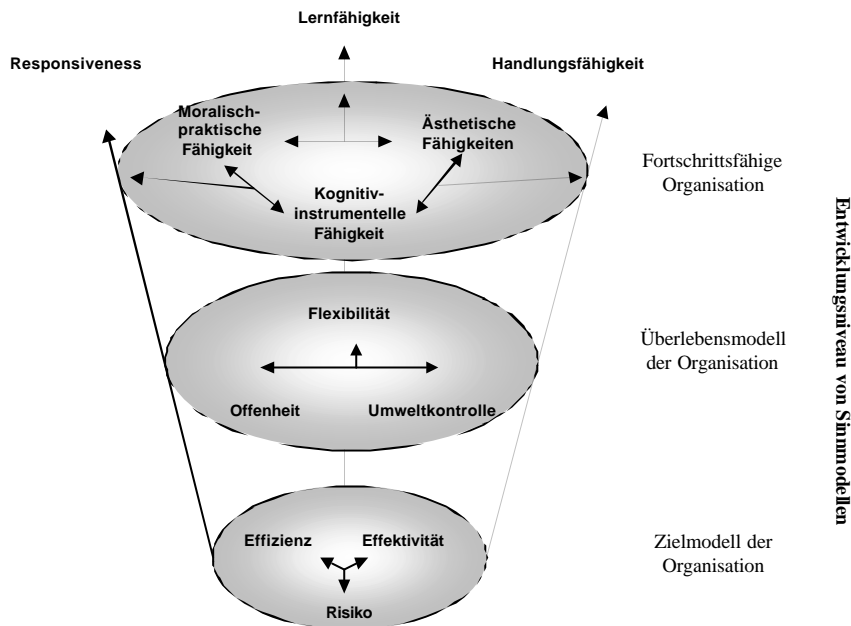 Lernfähigkeit
Responsiveness
Handlungsfähigkeit
Moralisch-
praktische
Fähigkeit
Ästhetische
Fähigkeiten
Kognitiv-
instrumentelle
Fähigkeit
Fortschrittsfähige
Organisation
Flexibilität
Offenheit
Umweltkontrolle
Überlebensmodell
der Organisation
Effizienz
Effektivität
Risiko
Zielmodell der
Organisation
Entwicklungsniveau von Sinnmodellen